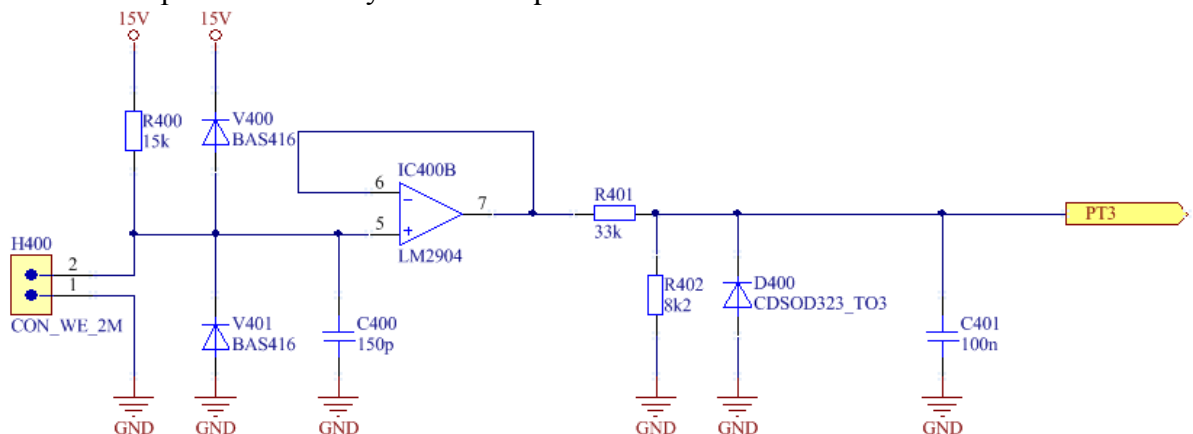 15V
15V
R400
15k
V400
BAS416
IC400B
6
7
5
LM2904
R401
33k
PT3
H400
2
1
CON_WE_2M
V401
BAS416
C400
150p
R402
8k2
D400
CDSOD323_TO3
C401
100n
GND
GND
GND
GND
GND
GND